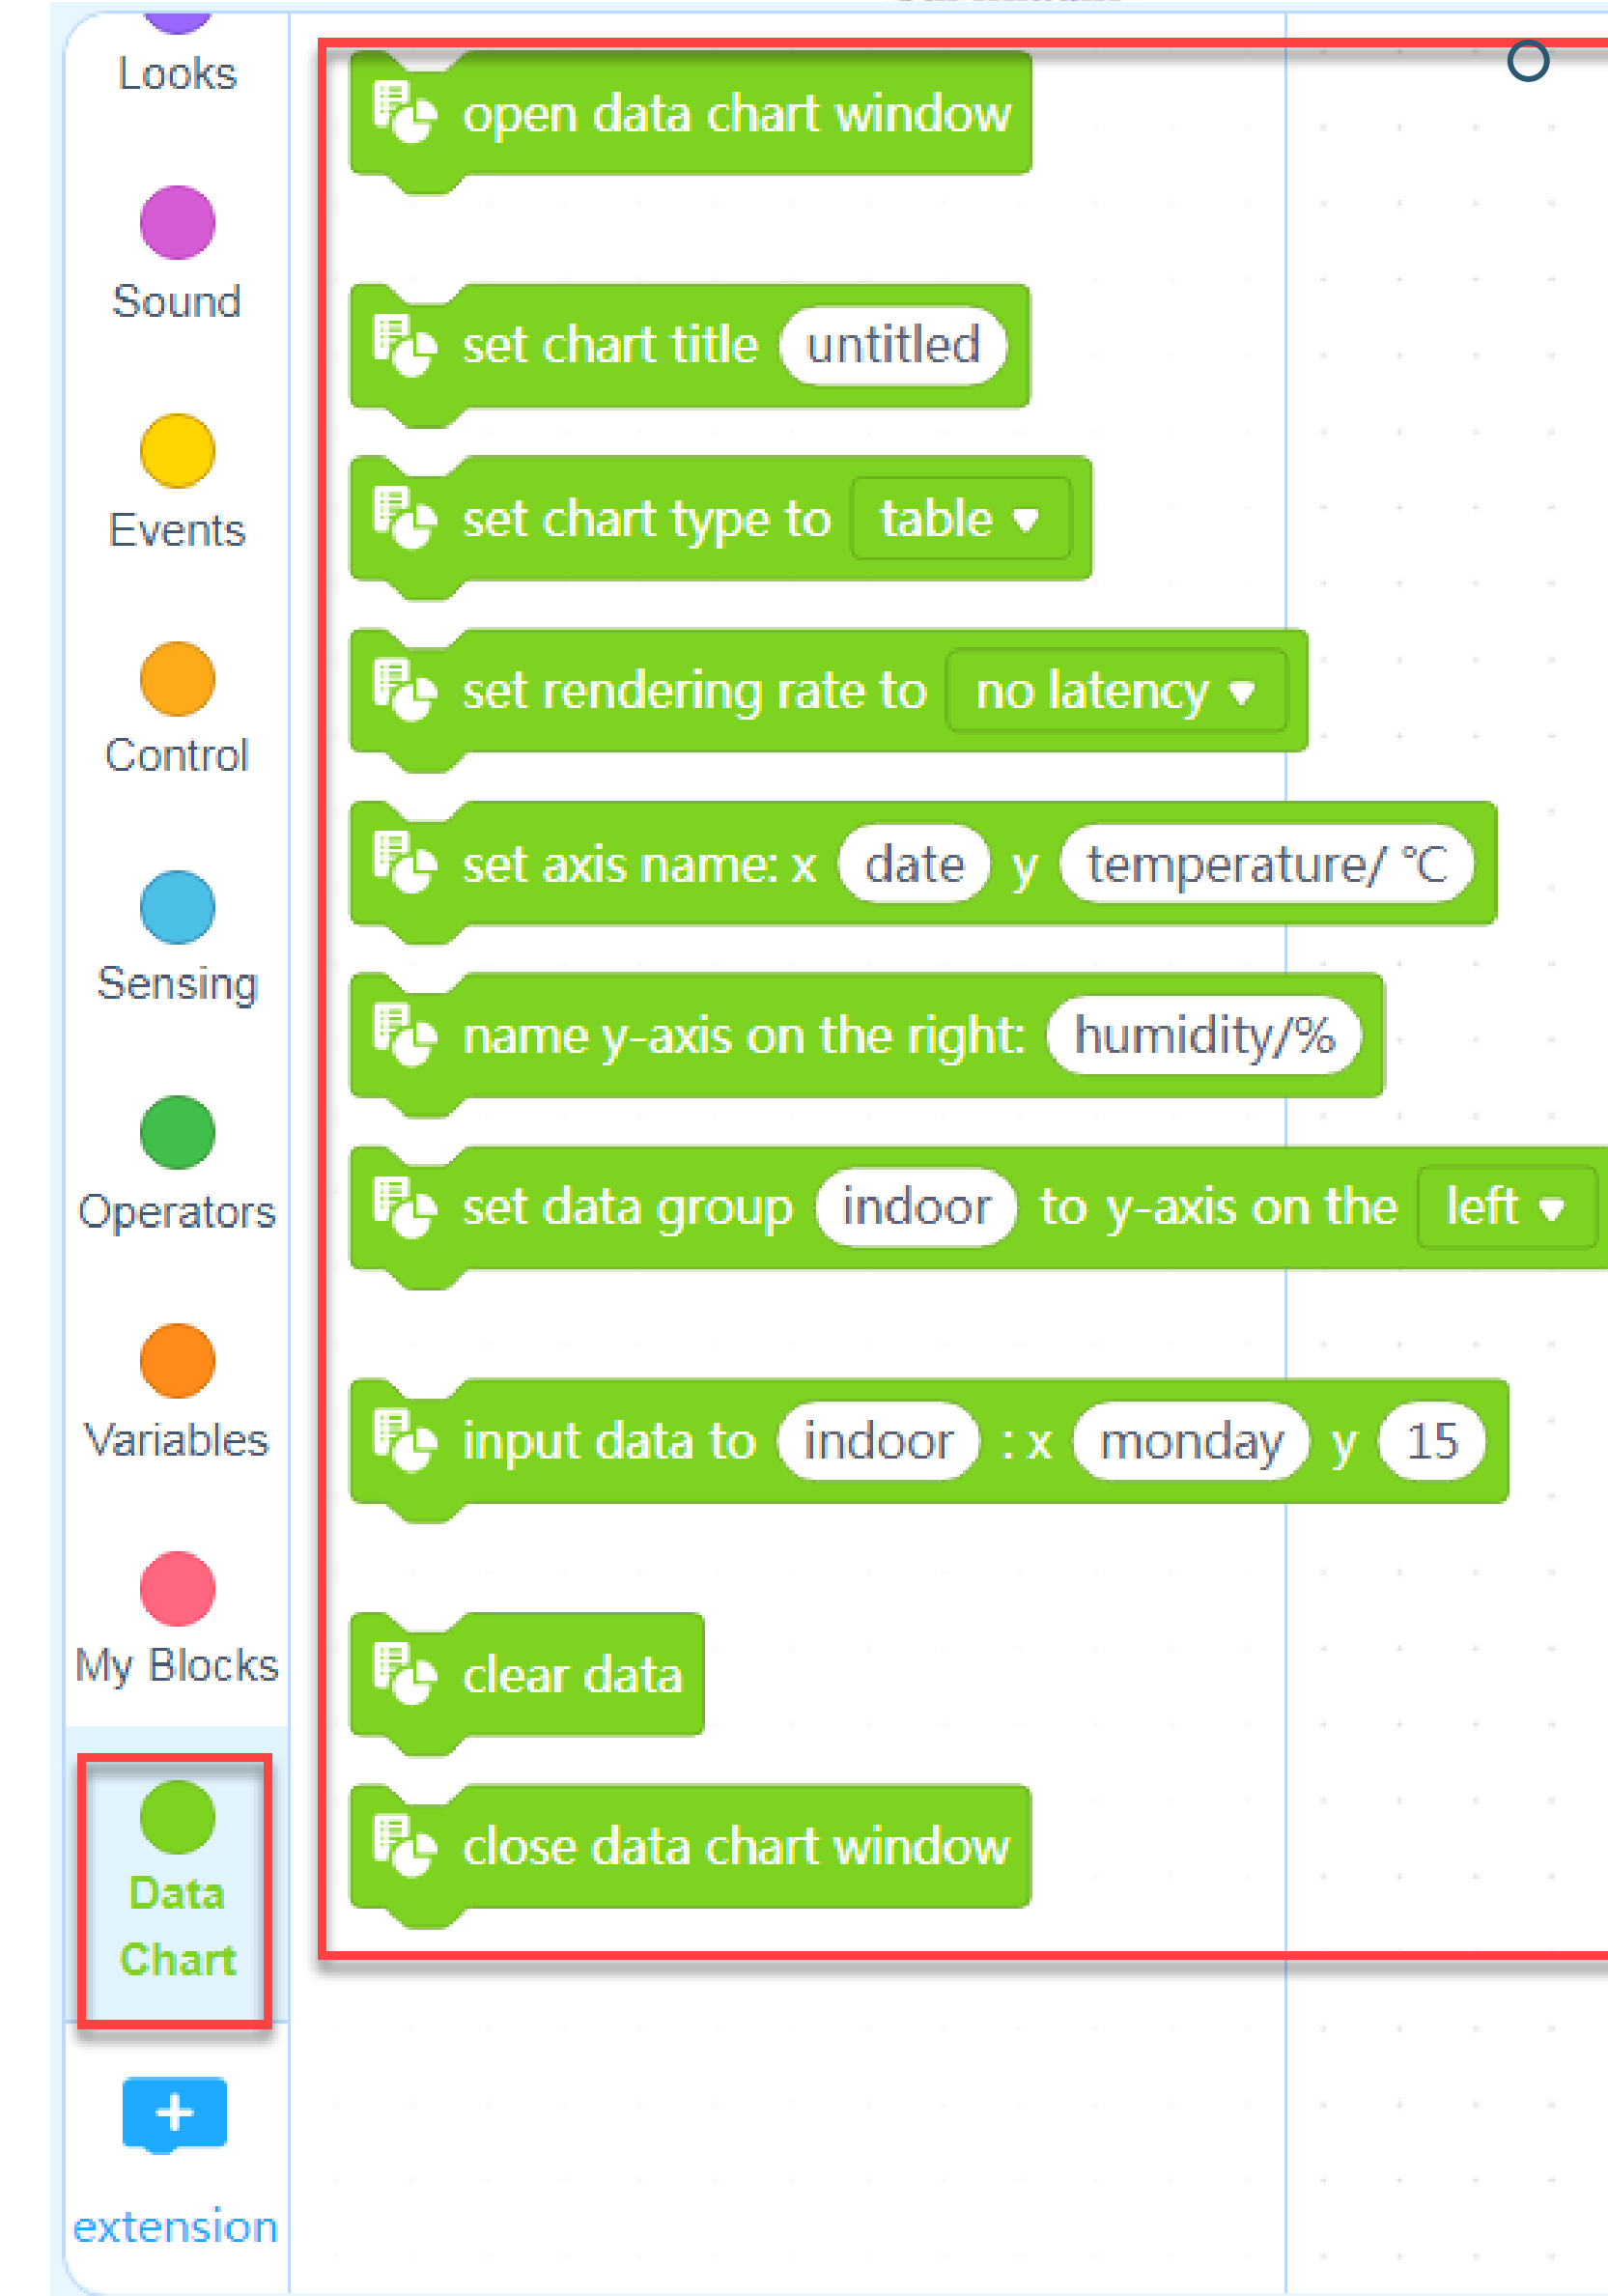 Looks
Sound
Events
Control
Sensing
Operators
Variables
My Blocks
Data
Chart
extension
open data chart window
set chart title untitled
set chart type to table
set rendering rate to no latency
set axis name: x date y temperature/ ℃
name y-axis on the right: humidity/%
set data group indoor to y-axis on the left
input data to indoor : x monday y 15
clear data
close data chart window